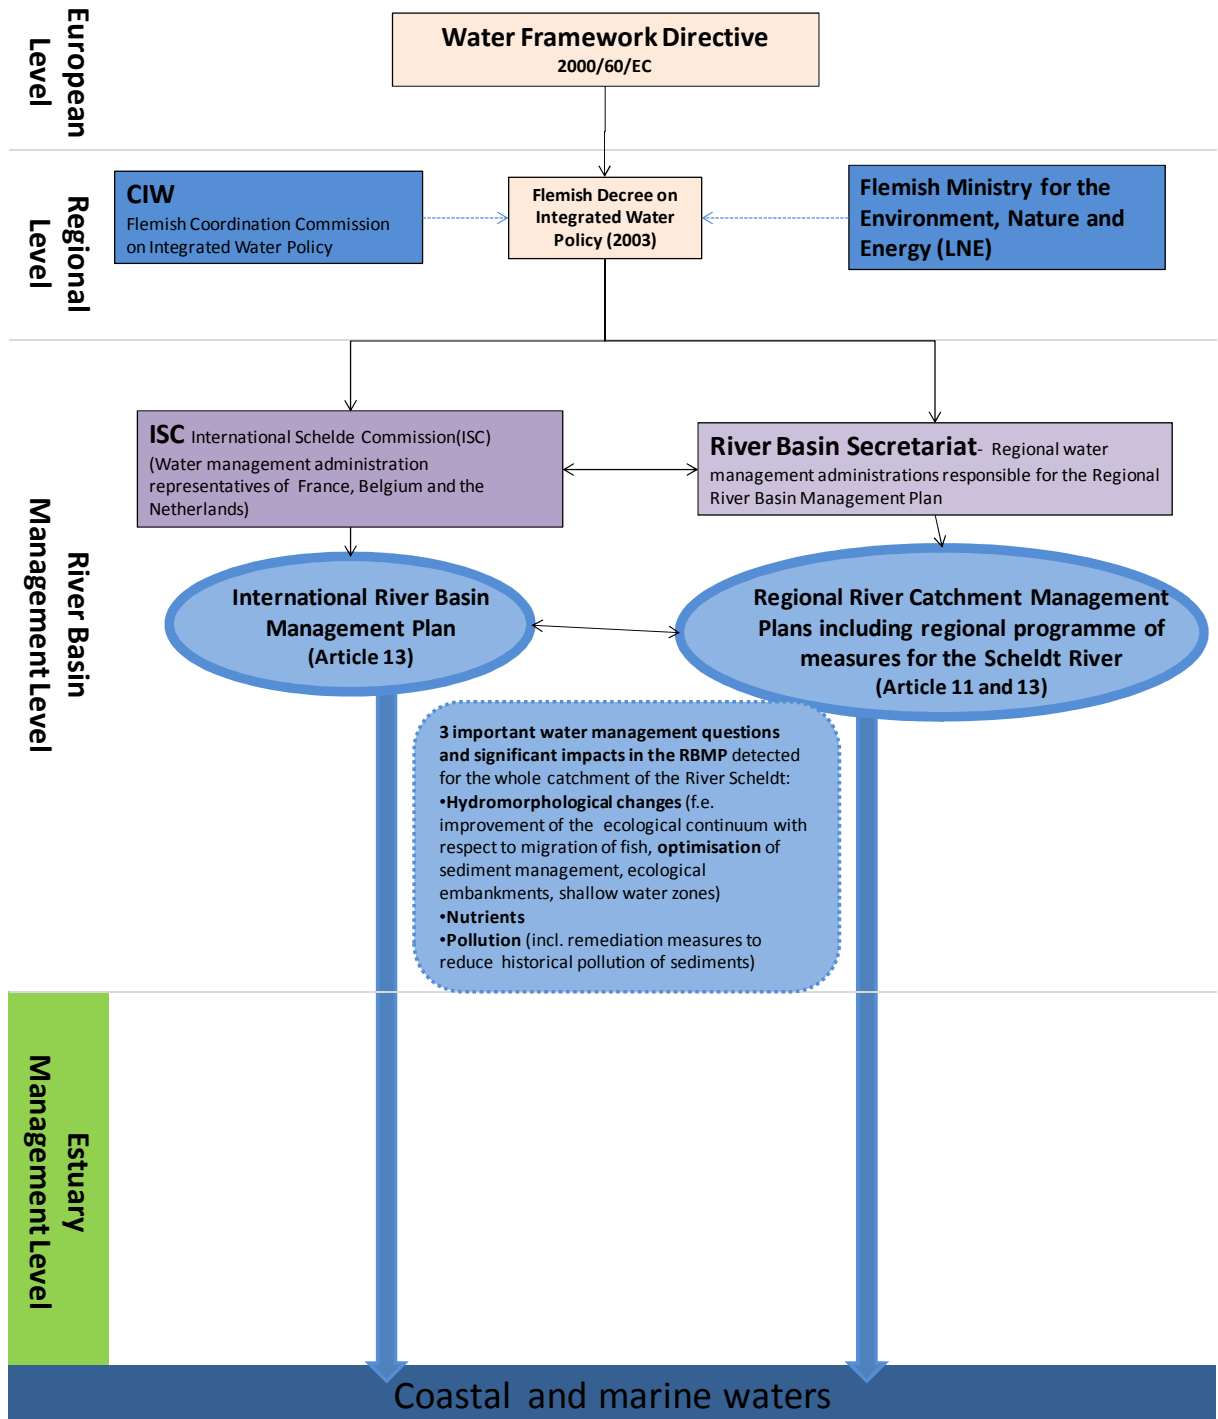 European
Level
Water Framework Directive
2000/60/EC
Regional
Level
CIW
Flemish Coordination Commission
on Integrated Water Policy
Flemish Decree on
Integrated Water
Policy (2003)
Flemish Ministry for the
Environment, Nature and
Energy (LNE)
River Basin
Management Level
ISC International Schelde Commission(ISC)
(Water management administration
representatives of France, Belgium and the
Netherlands)
River Basin Secretariat- Regional water
management administrations responsible for the Regional
River Basin Management Plan
International River Basin
Management Plan
(Article 13)
Regional River Catchment Management
Plans including regional programme of
measures for the Scheldt River
(Article 11 and 13)
3 important water management questions
and significant impacts in the RBMP detected
for the whole catchment of the River Scheldt:
•Hydromorphological changes (f.e.
improvement of the ecological continuum with
respect to migration of fish, optimisation of
sediment management, ecological
embankments, shallow water zones)
•Nutrients
•Pollution (incl. remediation measures to
reduce historical pollution of sediments)
Estuary
Management Level
Coastal and marine waters